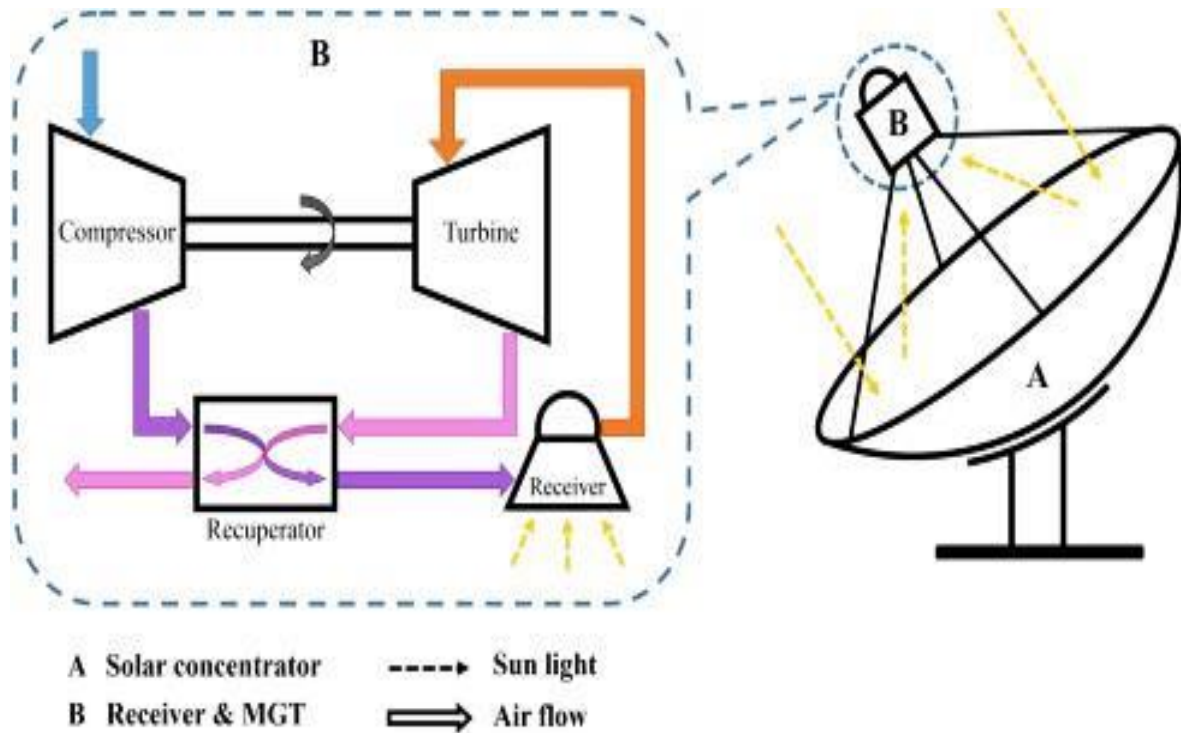 B
B
Compressor
Turbine
A
Receiver
Recuperator
A Solar concentrator
Sun light
B Receiver & MGT
Air flow